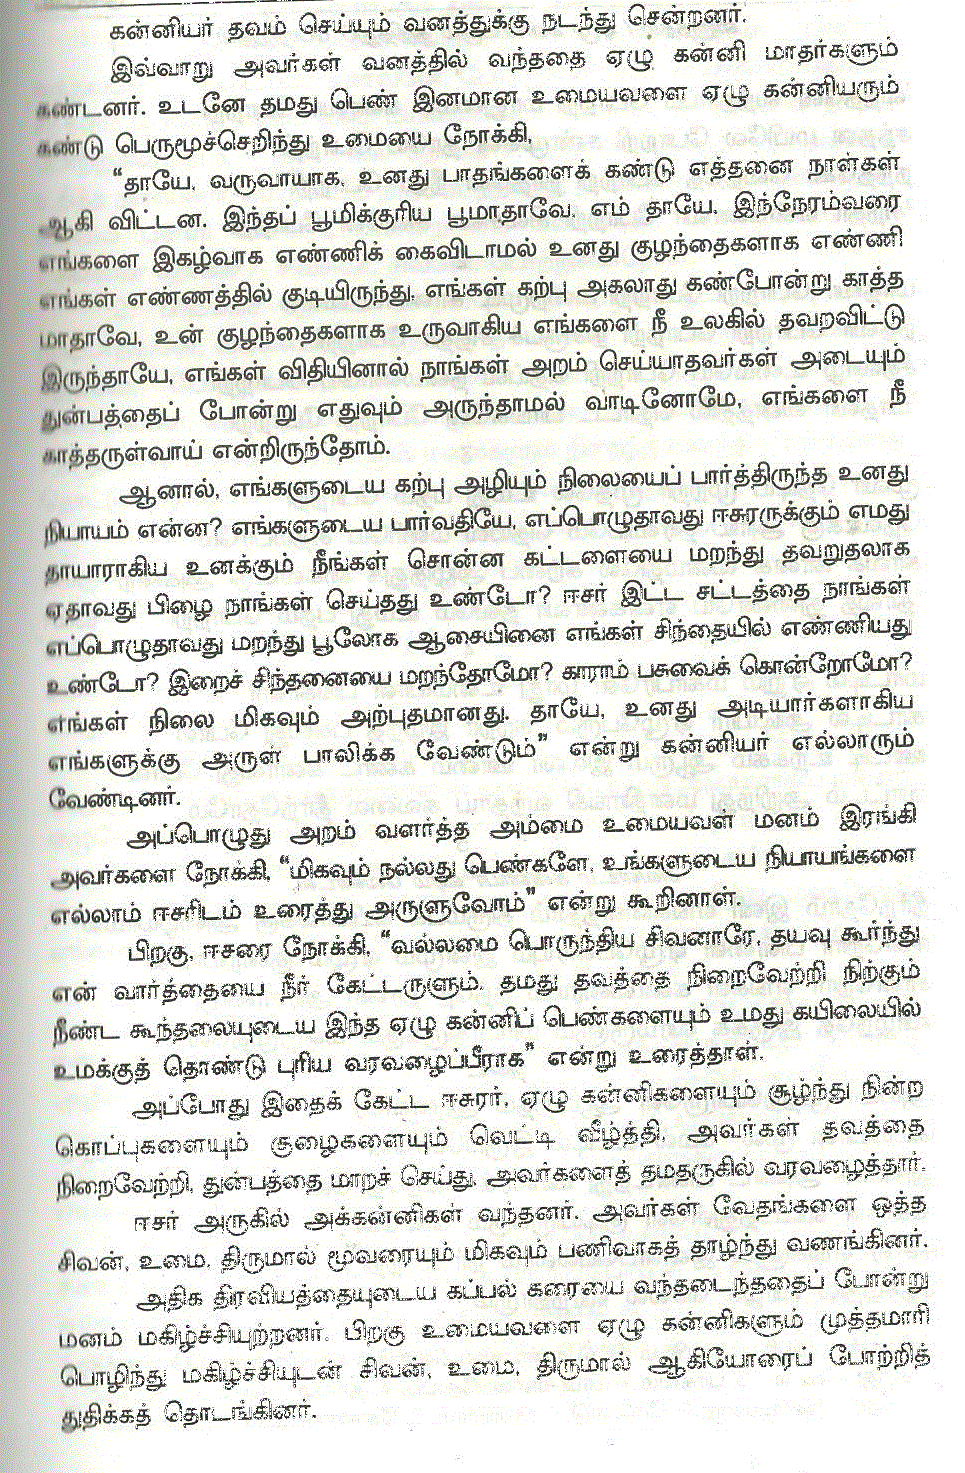 கன்னியர் தவம் செய்யும் வனத்துக்கு நடந்து சென்றனர்.
இவ்வாறு அவர்கள் வனத்தில் வந்ததை ஏழு கன்னி மாதர்களும்
கண்டனர். உடனே தமது பெண் இனமான உமையவளை ஏழு கன்னியரும்
கண்டு பெருமூச்செறிந்து உமையை நோக்கி,
“தாயே, வருவாயாக, உனது பாதங்களைக் கண்டு எத்தனை நாள்கள்
ஆகி விட்டன. இந்தப் பூமிக்குரிய பூமாதாவே, எம் தாயே, இந்நேரம்வரை
எங்களை இகழ்வாக எண்ணிக் கைவிடாமல் உனது குழந்தைகளாக எண்ணி
எங்கள் எண்ணத்தில் குடியிருந்து, எங்கள் கற்பு அகலாது கண்போன்று காத்த
மாதாவே, உன் குழந்தைகளாக உருவாகிய எங்களை நீ உலகில் தவறவிட்டு
இருந்தாயே, எங்கள் விதியினால் நாங்கள் அறம் செய்யாதவர்கள் அடையும்
துன்பத்தைப் போன்று எதுவும் அருந்தாமல் வாடினோமே, எங்களை நீ
காத்தருள்வாய் என்றிருந்தோம்.
ஆனால், எங்களுடைய கற்பு அழியும் நிலையைப் பார்த்திருந்த உனது
நியாயம் என்ன? எங்களுடைய பார்வதியே, எப்பொழுதாவது ஈசுரருக்கும் எமது
தாயாராகிய உனக்கும் நீங்கள் சொன்ன கட்டளையை மறந்து தவறுதலாக
ஏதாவது பிழை நாங்கள் செய்தது உண்டோ? ஈசர் இட்ட சட்டத்தை நாங்கள்
எப்பொழுதாவது மறந்து பூலோக ஆசையினை எங்கள் சிந்தையில் எண்ணியது
உண்டோ? இறைச் சிந்தனையை மறந்தோமோ? காராம் பசுவைக் கொன்றோமோ?
எங்கள் நிலை மிகவும் அற்புதமானது. தாயே, உனது அடியார்களாகிய
எங்களுக்கு அருள் பாலிக்க வேண்டும்” என்று கன்னியர் எல்லாரும்
வேண்டினர்.
அப்பொழுது அறம் வளர்த்த அம்மை உமையவள் மனம் இரங்கி
அவர்களை நோக்கி, “மிகவும் நல்லது பெண்களே, உங்களுடைய நியாயங்களை
எல்லாம் ஈசரிடம் உரைத்து அருளுவோம்” என்று கூறினாள்.
பிறகு, ஈசரை நோக்கி, “வல்லமை பொருந்திய சிவனாரே, தயவு கூர்ந்து
என் வார்த்தையை நீர் கேட்டருளும். தமது தவத்தை நிறைவேற்றி நிற்கும்
நீண்ட கூந்தலையுடைய இந்த ஏழு கன்னிப் பெண்களையும் உமது கயிலையில்
உமக்குத் தொண்டு புரிய வரவழைப்பீராக” என்று உரைத்தாள்.
அப்போது இதைக் கேட்ட ஈசுரர், ஏழு கன்னிகளையும் சூழ்ந்து நின்ற
கொப்புகளையும் குழைகளையும் வெட்டி வீழ்த்தி, அவர்கள் தவத்தை
நிறைவேற்றி, துன்பத்தை மாறச் செய்து, அவர்களைத் தமதருகில் வரவழைத்தார்.
ஈசர் அருகில் அக்கன்னிகள் வந்தனர். அவர்கள் வேதங்களை ஒத்த
சிவன், உமை, திருமால் மூவரையும் மிகவும் பணிவாகத் தாழ்ந்து வணங்கினர்.
அதிக திரவியத்தையுடைய கப்பல் கரையை வந்தடைந்ததைப் போன்று
மனம் மகிழ்ச்சியுற்றனர். பிறகு உமையவளை ஏழு கன்னிகளும் முத்தமாரி
பொழிந்து மகிழ்ச்சியுடன் சிவன், உமை, திருமால் ஆகியோரைப் போற்றித்
துதிக்கத் தொடங்கினர்.